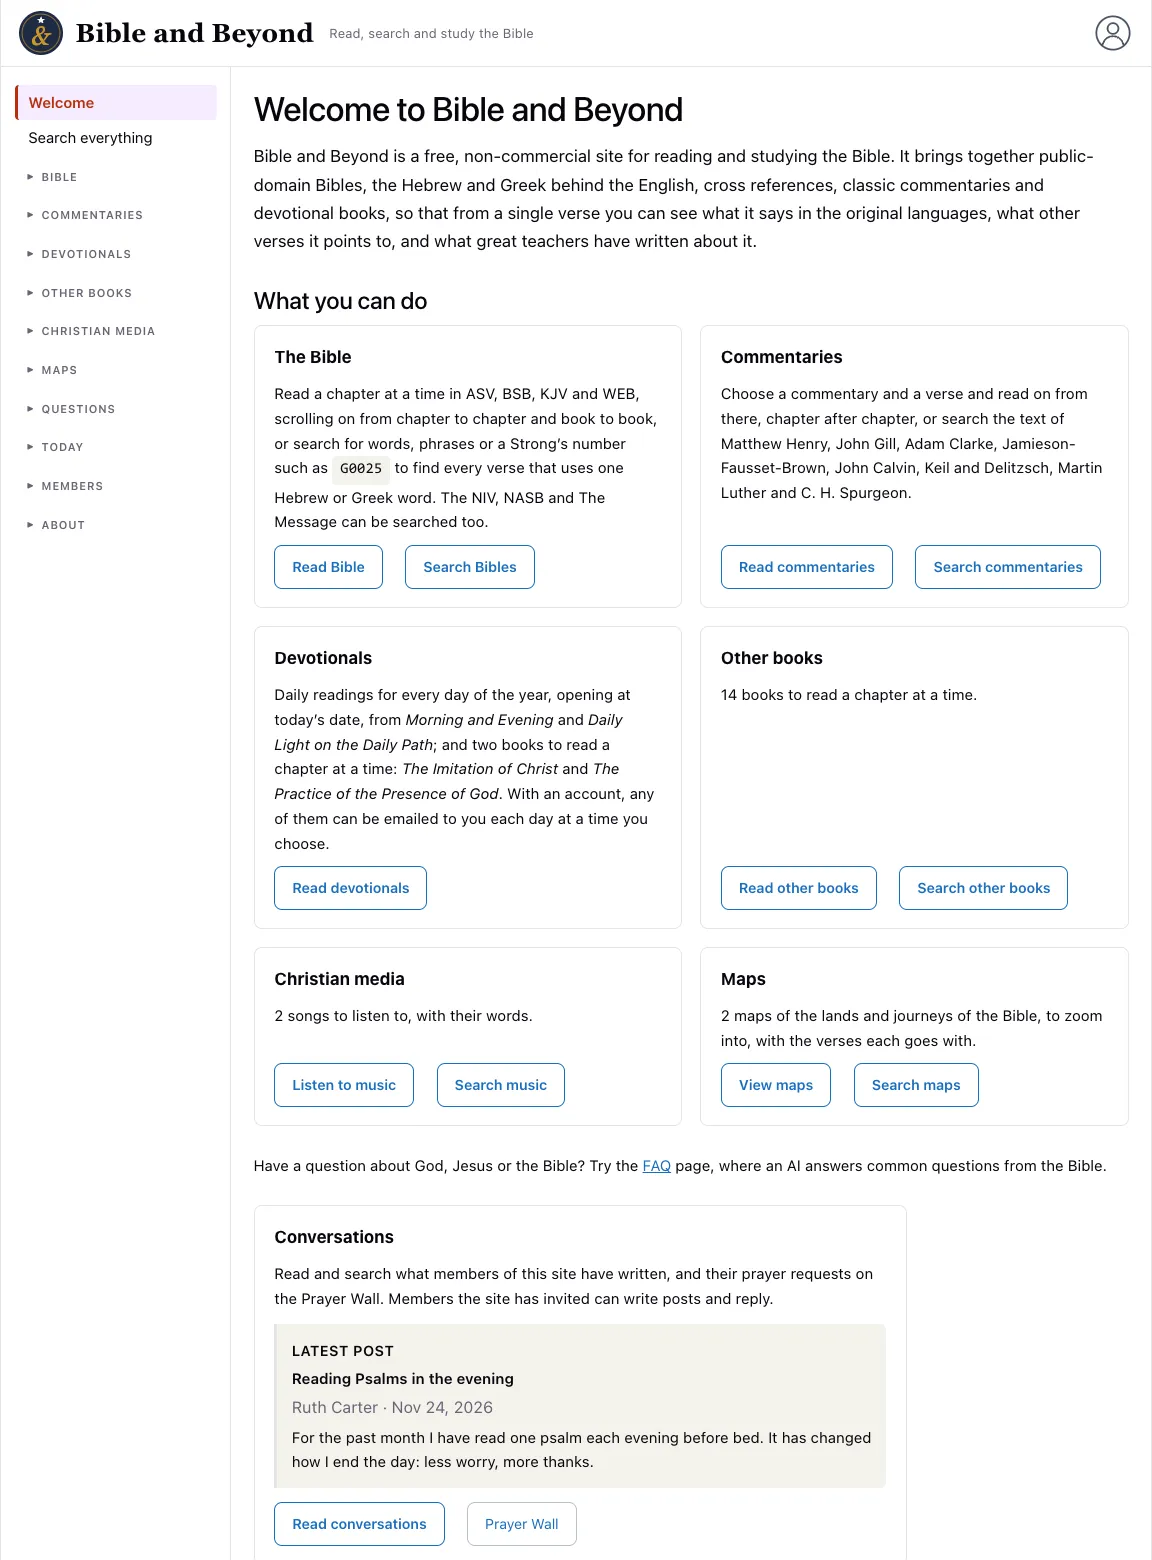 & Bible and Beyond Read, search and study the Bible
Welcome
Search everything
BIBLE
COMMENTARIES
DEVOTIONALS
OTHER BOOKS
CHRISTIAN MEDIA
MAPS
QUESTIONS
TODAY
MEMBERS
ABOUT
Welcome to Bible and Beyond
Bible and Beyond is a free, non-commercial site for reading and studying the Bible. It brings together public-
domain Bibles, the Hebrew and Greek behind the English, cross references, classic commentaries and
devotional books, so that from a single verse you can see what it says in the original languages, what other
verses it points to, and what great teachers have written about it.
What you can do
The Bible
Read a chapter at a time in ASV, BSB, KJV and WEB,
scrolling on from chapter to chapter and book to book,
or search for words, phrases or a Strong's number
such as G0025 to find every verse that uses one
Hebrew or Greek word. The NIV, NASB and The
Message can be searched too.
Read Bible Search Bibles
Commentaries
Choose a commentary and a verse and read on from
there, chapter after chapter, or search the text of
Matthew Henry, John Gill, Adam Clarke, Jamieson-
Fausset-Brown, John Calvin, Keil and Delitzsch, Martin
Luther and C. H. Spurgeon.
Read commentaries Search commentaries
Devotionals
Daily readings for every day of the year, opening at
today's date, from Morning and Evening and Daily
Light on the Daily Path; and two books to read a
chapter at a time: The Imitation of Christ and The
Practice of the Presence of God. With an account, any
of them can be emailed to you each day at a time you
choose.
Read devotionals
Other books
14 books to read a chapter at a time.
Read other books Search other books
Christian media
2 songs to listen to, with their words.
Listen to music Search music
Maps
2 maps of the lands and journeys of the Bible, to zoom
into, with the verses each goes with.
View maps Search maps
Have a question about God, Jesus or the Bible? Try the FAQ page, where an AI answers common questions from the Bible.
Conversations
Read and search what members of this site have written, and their prayer requests on
the Prayer Wall. Members the site has invited can write posts and reply.
LATEST POST
Reading Psalms in the evening
Ruth Carter · Nov 24, 2026
For the past month I have read one psalm each evening before bed. It has changed
how I end the day: less worry, more thanks.
Read conversations Prayer Wall